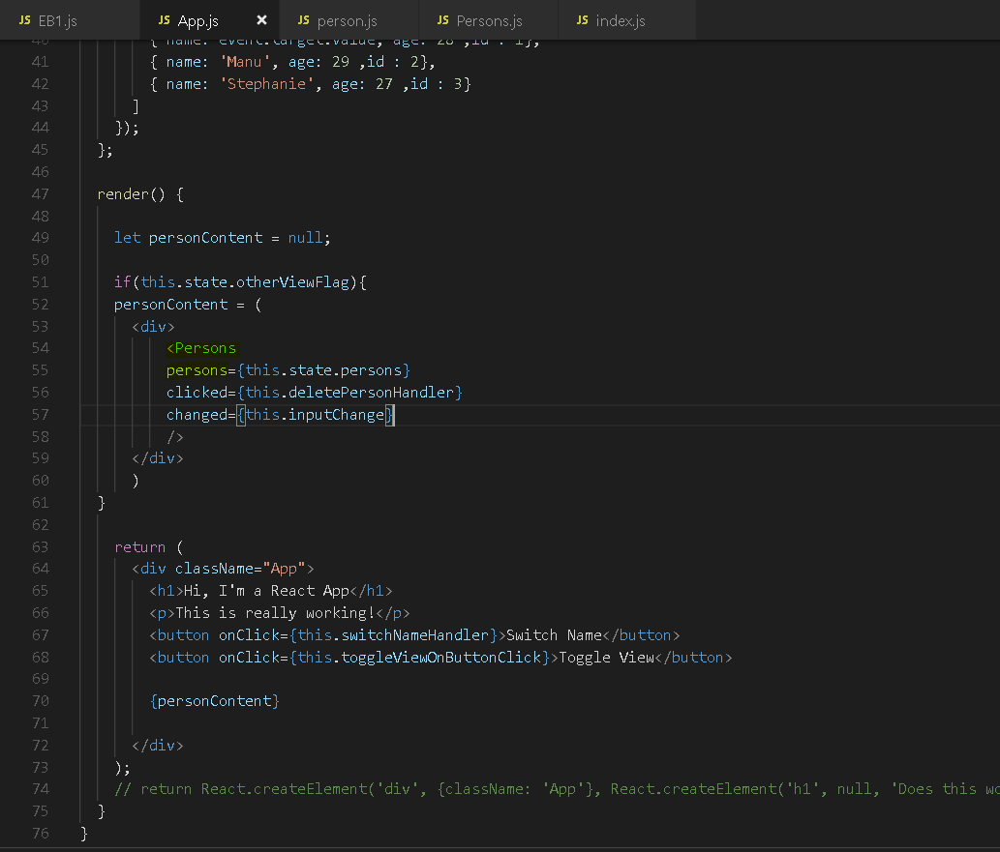 JS EB1.js JS App.js × JS person.js JS Persons.js JS index.js
40 { name: event.target.value, age: 28 ,id : 1},
41 { name: 'Manu', age: 29 ,id : 2},
42 { name: 'Stephanie', age: 27 ,id : 3}
43 ]
44 });
45 };
46
47 render() {
48
49 let personContent = null;
50
51 if(this.state.otherViewFlag){
52 personContent = (
53 <div>
54 <Persons
55 persons={this.state.persons}
56 clicked={this.deletePersonHandler}
57 changed={this.inputChange}
58 />
59 </div>
60 )
61 }
62
63 return (
64 <div className="App">
65 <h1>Hi, I'm a React App</h1>
66 <p>This is really working!</p>
67 <button onClick={this.switchNameHandler}>Switch Name</button>
68 <button onClick={this.toggleViewOnButtonClick}>Toggle View</button>
69
70 {personContent}
71
72 </div>
73 );
74 // return React.createElement('div', {className: 'App'}, React.createElement('h1', null, 'Does this wo
75 }
76 }